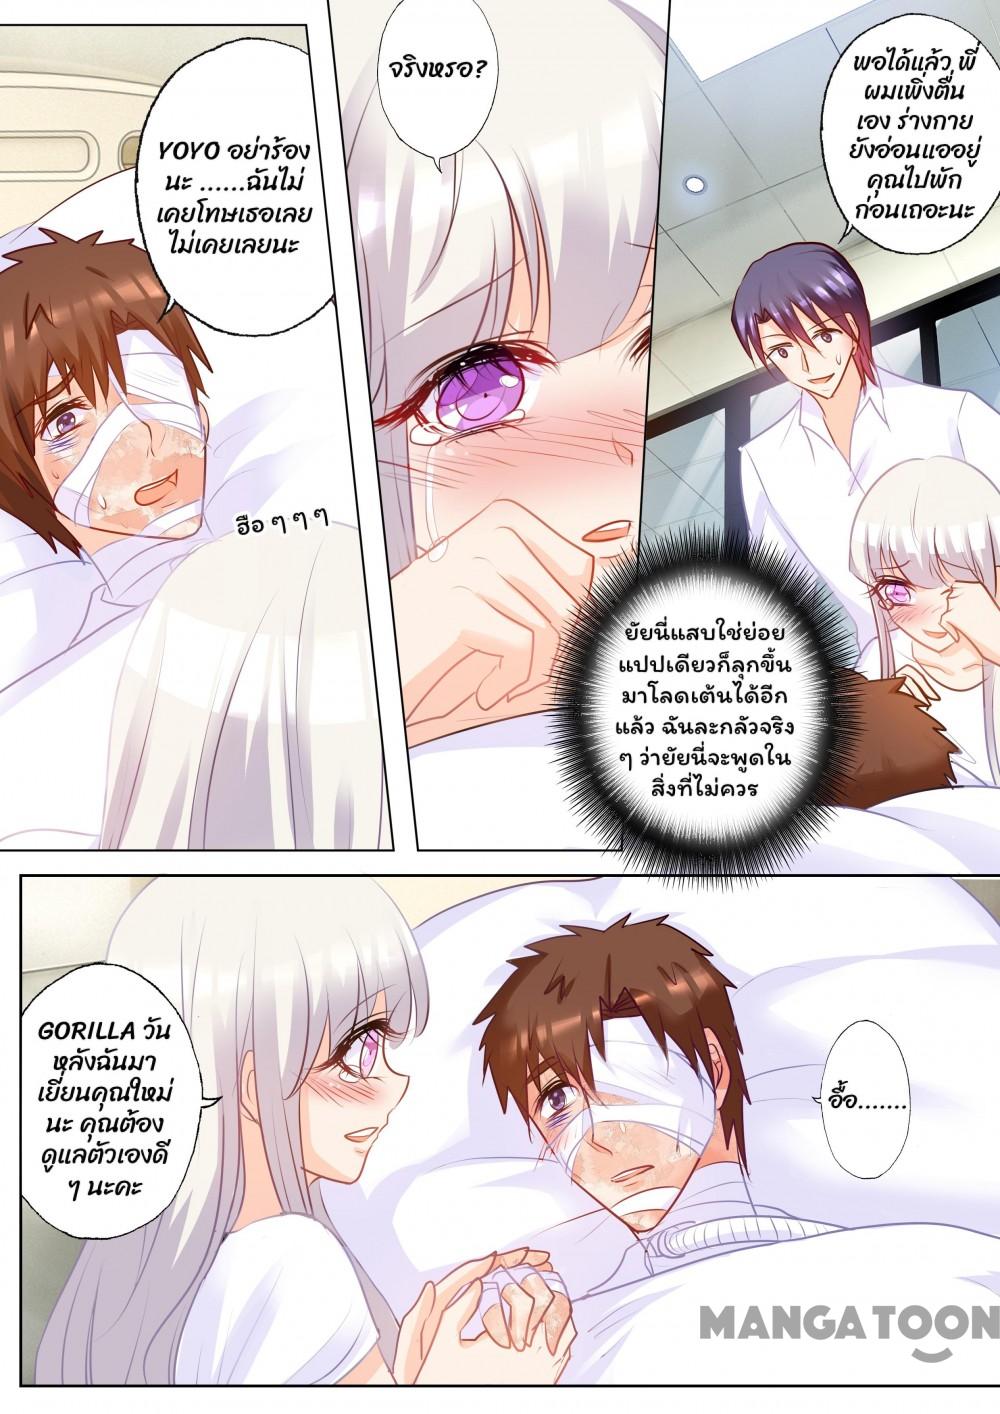 YOYO อย่าร้อง
นะ ......ฉันไม่
เคยโทษเธอเลย
ไม่เคยเลยนะ
ฮือ ๆ ๆ ๆ
จริงหรอ?
พอได้แล้ว พี่
ผมเพิ่งตื่น
เอง ร่างกาย
ยังอ่อนแออยู่
คุณไปพัก
ก่อนเถอะนะ
ยัยนี่แสบใช่ย่อย
แปปเดียวก็ลุกขึ้น
มาโลดเต้นได้อีก
แล้ว ฉันละกลัวจริง
ๆ ว่ายัยนี่จะพูดใน
สิ่งที่ไม่ควร
GORILLA วัน
หลังฉันมา
เยี่ยมคุณใหม่
นะ คุณต้อง
ดูแลตัวเองดี
ๆ นะคะ
อื้อ.......
MANGATOON